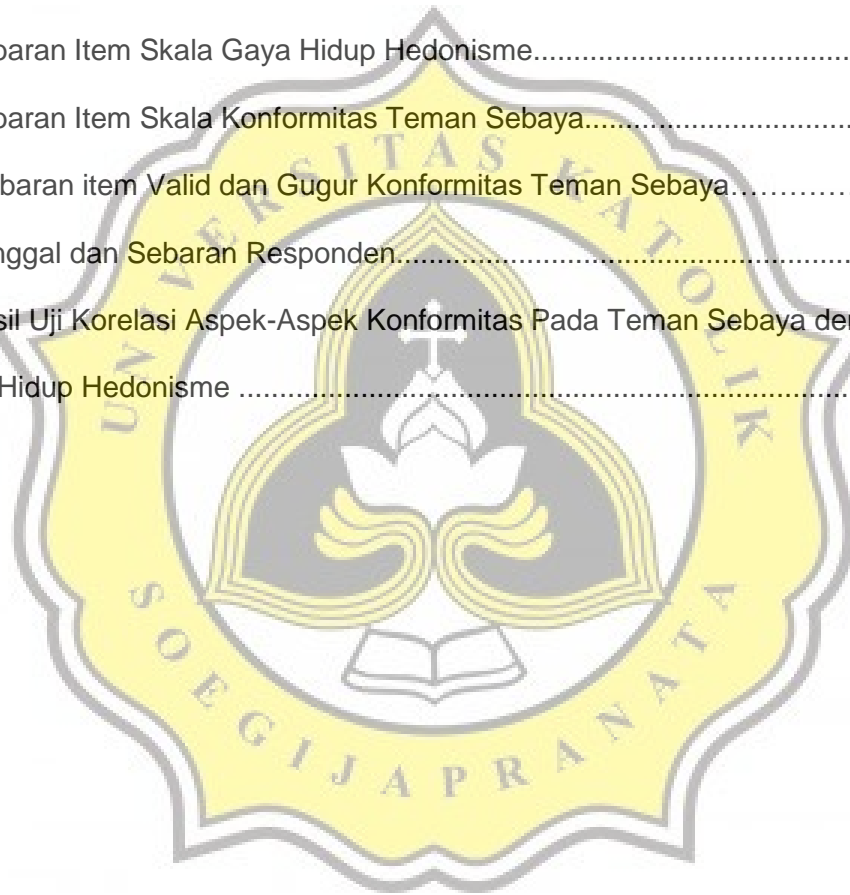 baran Item Skala Gaya Hidup Hedonisme....................................
baran Item Skala Konformitas Teman Sebaya..............................
baran item Valid dan Gugur Konformitas Teman Sebaya……………
nggal dan Sebaran Responden....................................................
sil Uji Korelasi Aspek-Aspek Konformitas Pada Teman Sebaya de
Hidup Hedonisme ........................................................................
UNIVERSITAS KATOLIK
SOEGIJAPRANATA